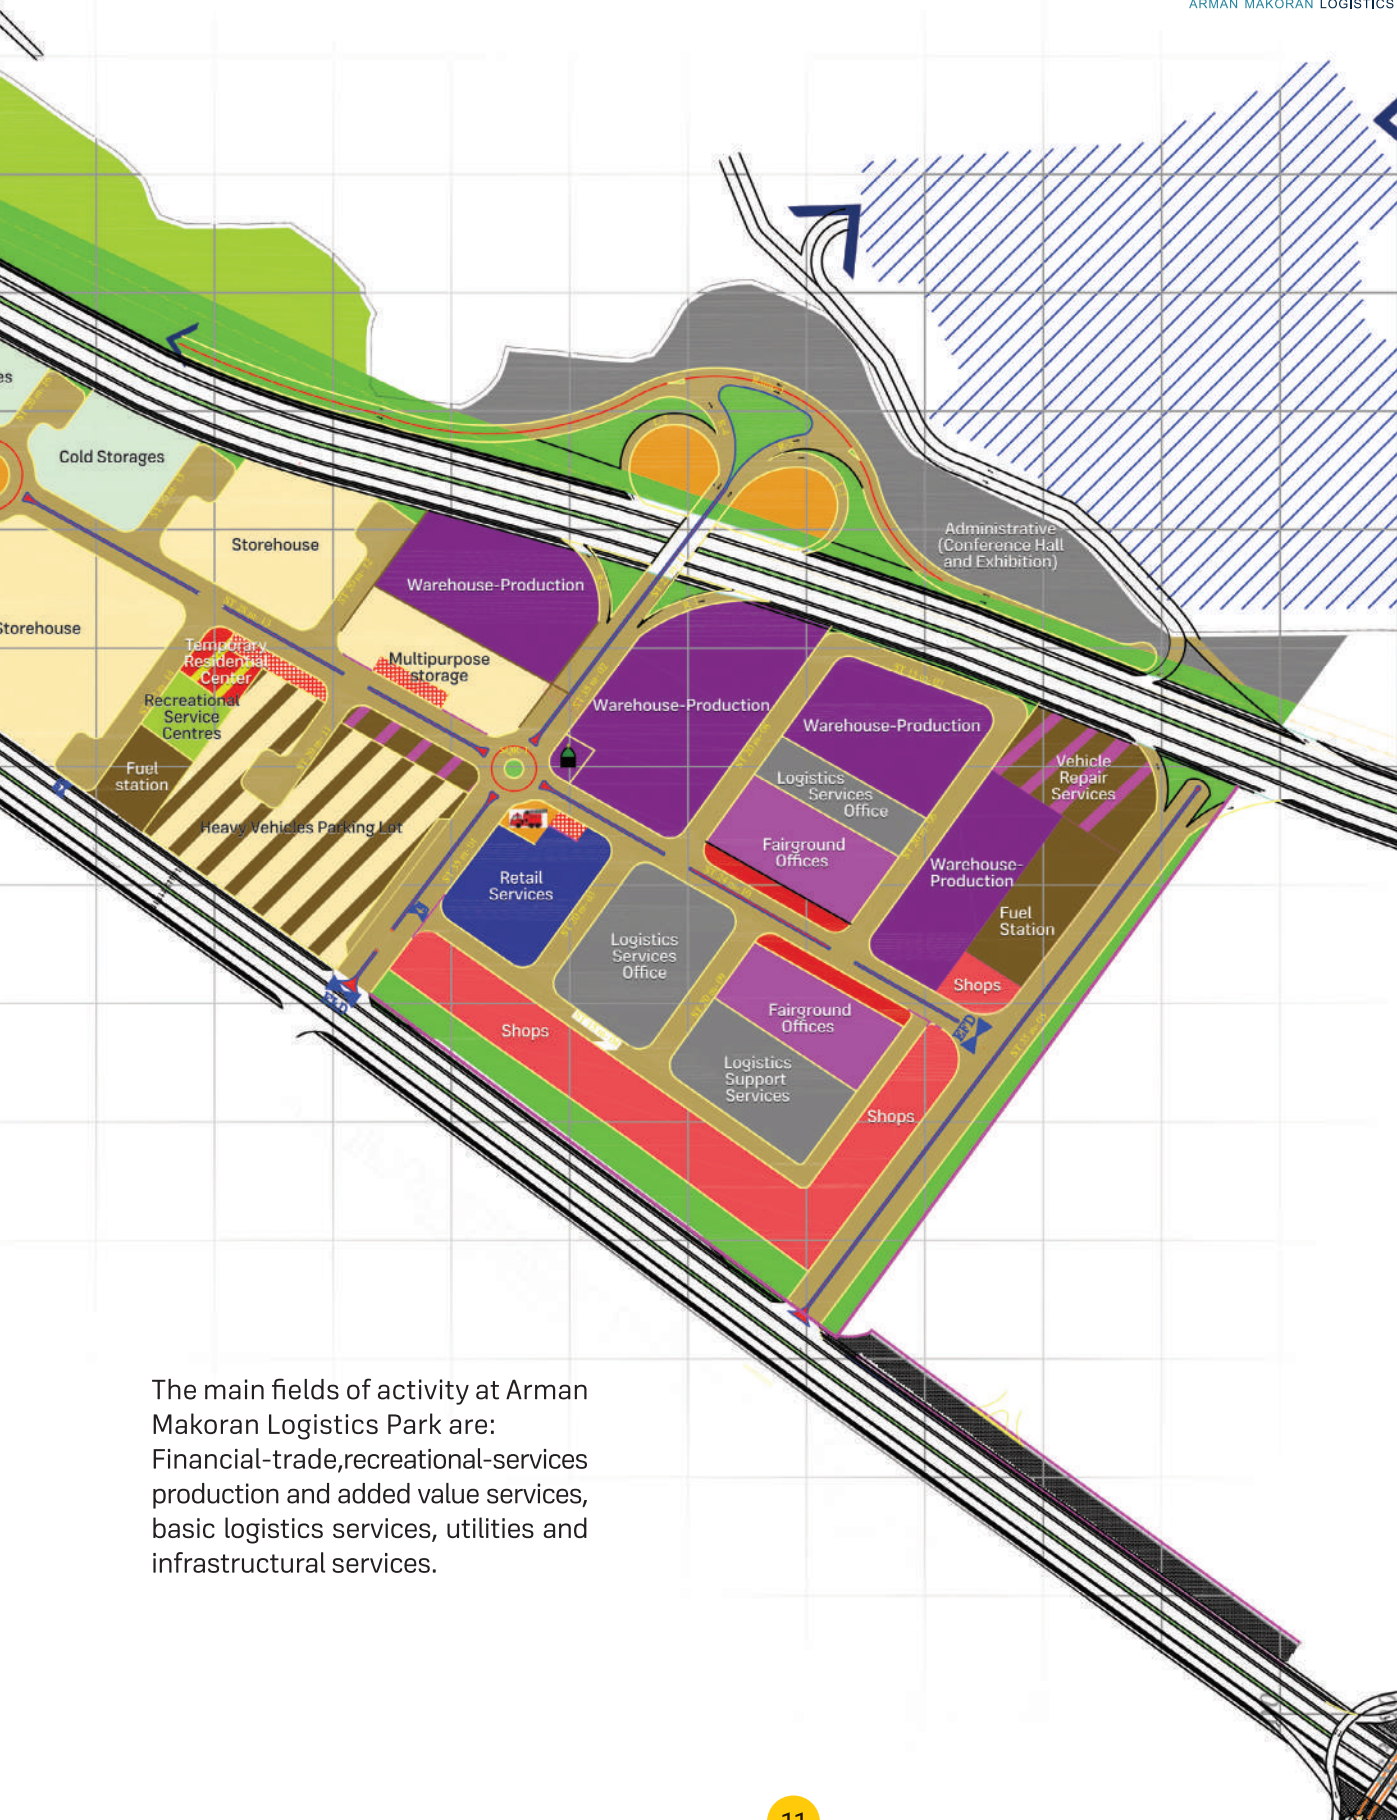 ARMAN MAKORAN LOGISTICS
es
Cold Storages
Storehouse
Administrative
(Conference Hall
and Exhibition)
Warehouse-Production
Storehouse
Temporary
Residential
Center
Multipurpose
storage
Recreational
Service
Centres
Warehouse-Production
Warehouse-Production
Fuel
station
Vehicle
Repair
Services
Logistics
Services
Office
Heavy Vehicles Parking Lot
Fairground
Offices
Retail
Services
Warehouse-
Production
Fuel
Station
Logistics
Services
Office
Shops
Fairground
Offices
EFD
Shops
Logistics
Support
Services
Shops
The main fields of activity at Arman
Makoran Logistics Park are:
Financial-trade,recreational-services
production and added value services,
basic logistics services, utilities and
infrastructural services.
11